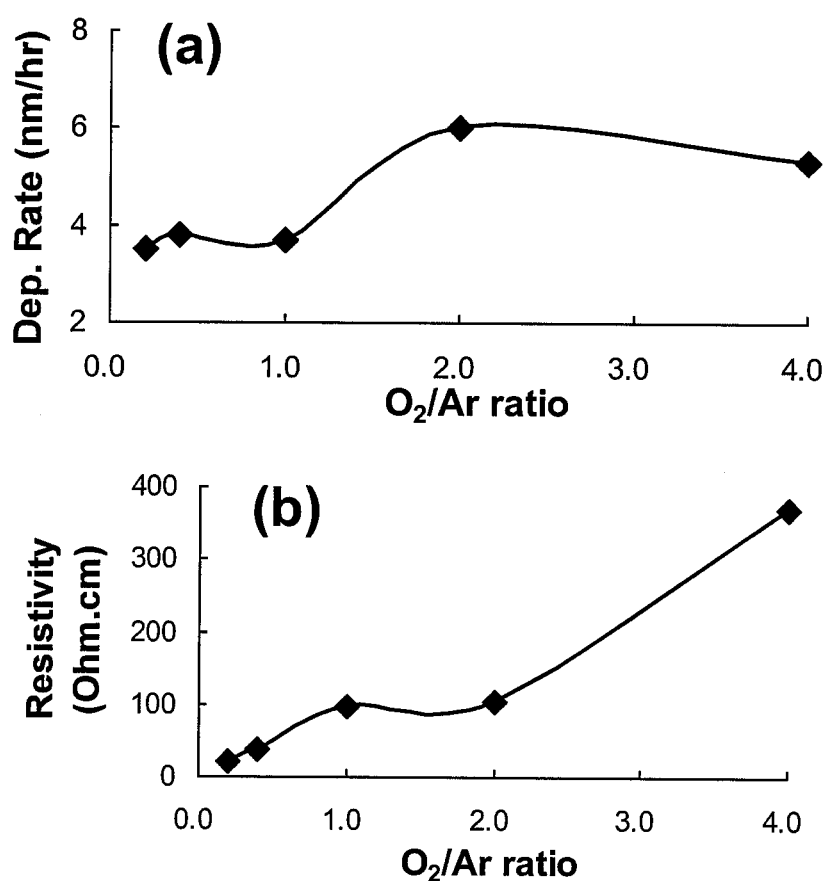 (a)
Dep. Rate (nm/hr)
8
6
4
2
0.0 1.0 2.0 3.0 4.0
O₂/Ar ratio
(b)
Resistivity
(Ohm.cm)
400
300
200
100
0
0.0 1.0 2.0 3.0 4.0
O₂/Ar ratio